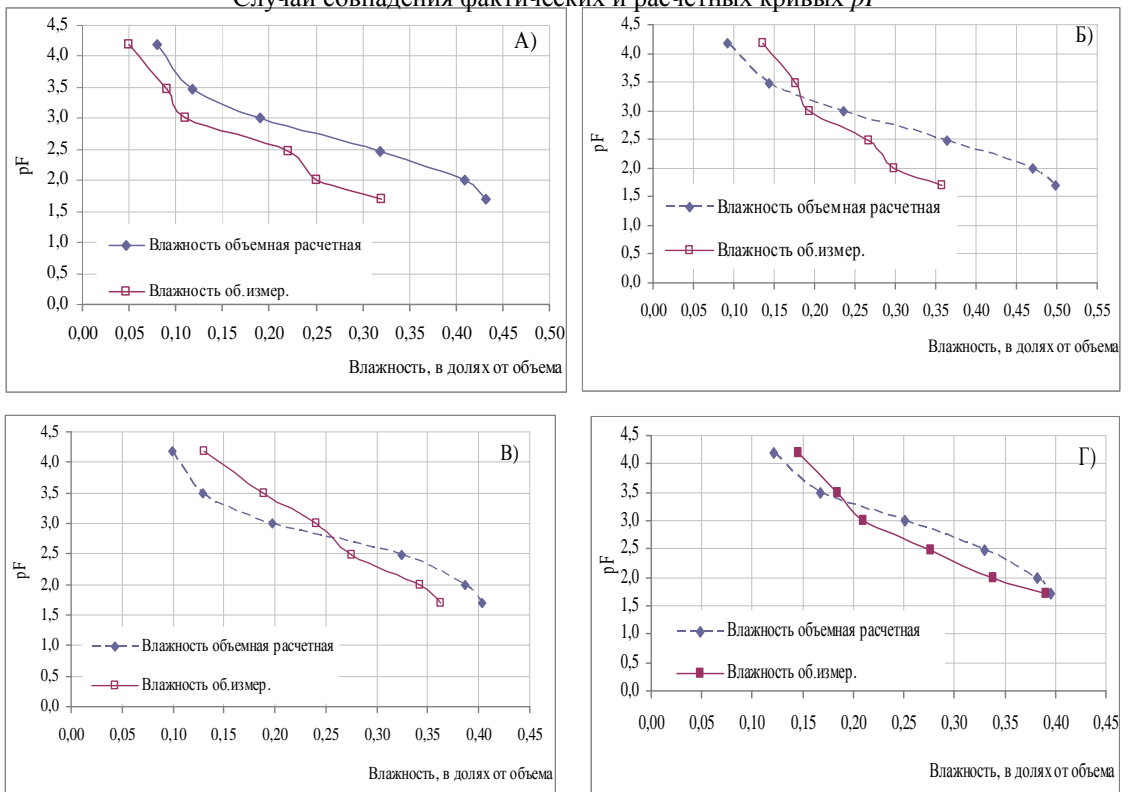 Случаи совпадения фактических и расчетных кривых pF
А)
4,5
4,0
3,5
3,0
2,5
2,0
1,5
1,0
0,5
0,0
pF
Влажность объемная расчетная
Влажность об.измер.
0,00 0,05 0,10 0,15 0,20 0,25 0,30 0,35 0,40 0,45 0,50
Влажность, в долях от объема
Б)
4,5
4,0
3,5
3,0
2,5
2,0
1,5
1,0
0,5
0,0
pF
Влажность объемная расчетная
Влажность об.измер.
0,00 0,05 0,10 0,15 0,20 0,25 0,30 0,35 0,40 0,45 0,50 0,55
Влажность, в долях от объема
В)
4,5
4,0
3,5
3,0
2,5
2,0
1,5
1,0
0,5
0,0
pF
Влажность объемная расчетная
Влажность об.измер.
0,00 0,05 0,10 0,15 0,20 0,25 0,30 0,35 0,40 0,45
Влажность, в долях от объема
Г)
4,5
4,0
3,5
3,0
2,5
2,0
1,5
1,0
0,5
0,0
pF
Влажность объемная расчетная
Влажность об.измер.
0,00 0,05 0,10 0,15 0,20 0,25 0,30 0,35 0,40 0,45
Влажность, в долях от объема